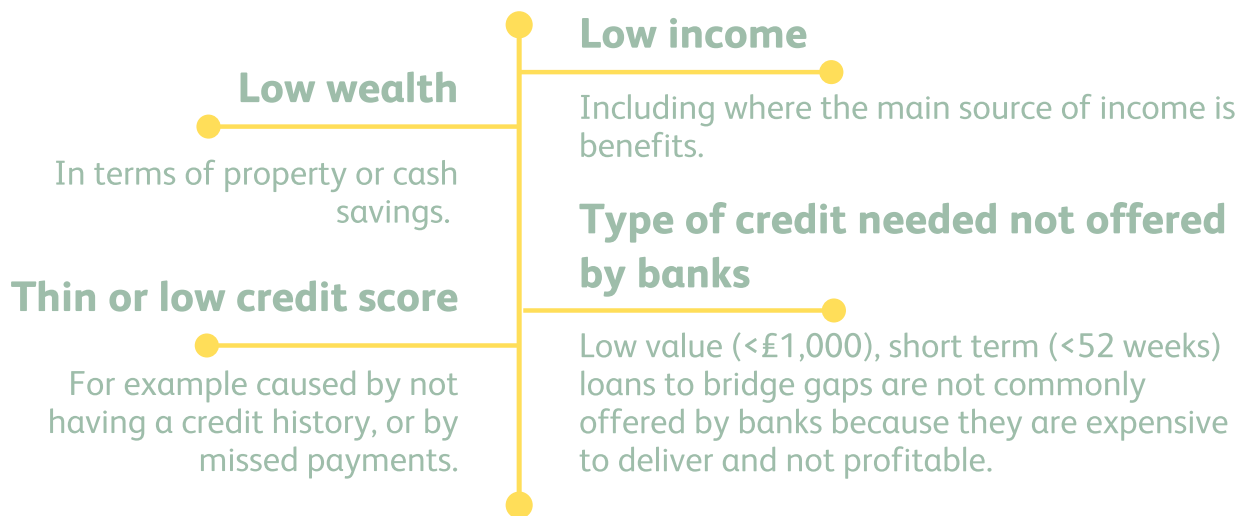 Low income
Including where the main source of income is
benefits.
Low wealth
In terms of property or cash
savings.
Type of credit needed not offered
by banks
Low value (<£1,000), short term (<52 weeks)
loans to bridge gaps are not commonly
offered by banks because they are expensive
to deliver and not profitable.
Thin or low credit score
For example caused by not
having a credit history, or by
missed payments.